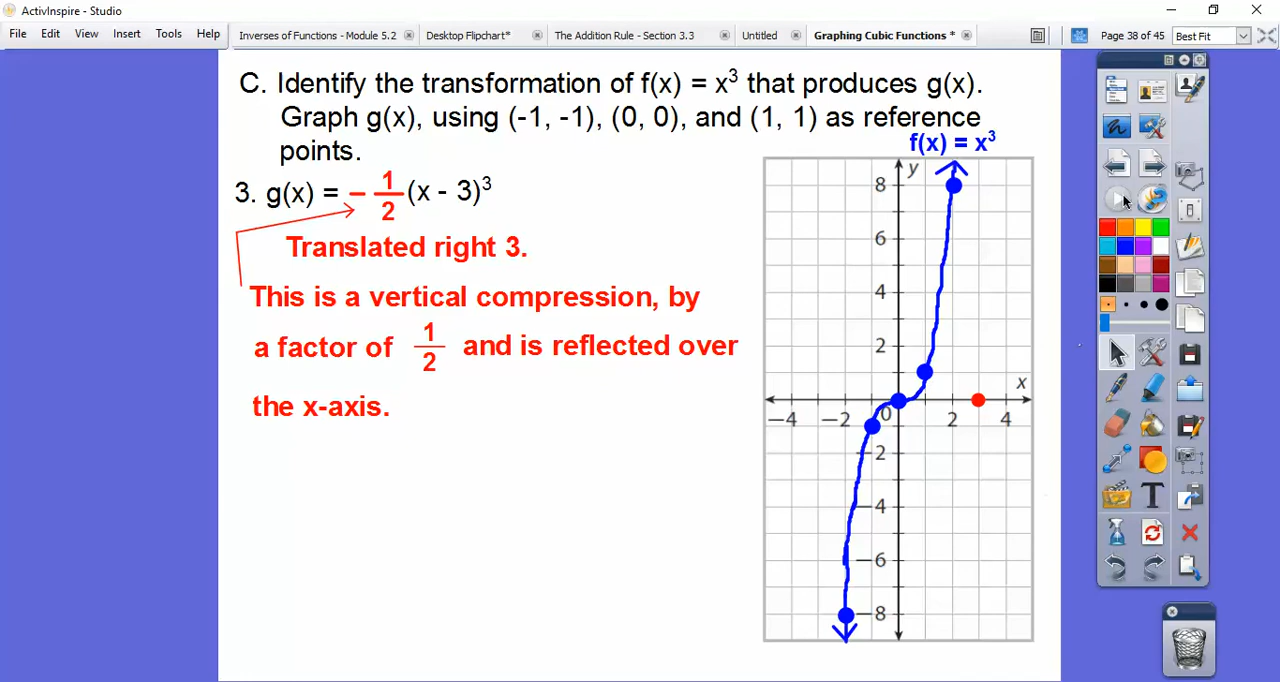 ActivInspire - Studio
File Edit View Insert Tools Help
Inverses of Functions - Module 5.2
Desktop Flipchart*
The Addition Rule - Section 3.3
Untitled
Graphing Cubic Functions *
Page 38 of 45
Best Fit
C. Identify the transformation of f(x) = x³ that produces g(x).
Graph g(x), using (-1, -1), (0, 0), and (1, 1) as reference
points.
f(x) = x³
3. g(x) = - 1/2 (x - 3)³
Translated right 3.
This is a vertical compression, by
a factor of 1/2 and is reflected over
the x-axis.
y
8
6
4
2
x
−4 −2 0 2 4
−2
−4
−6
−8
T